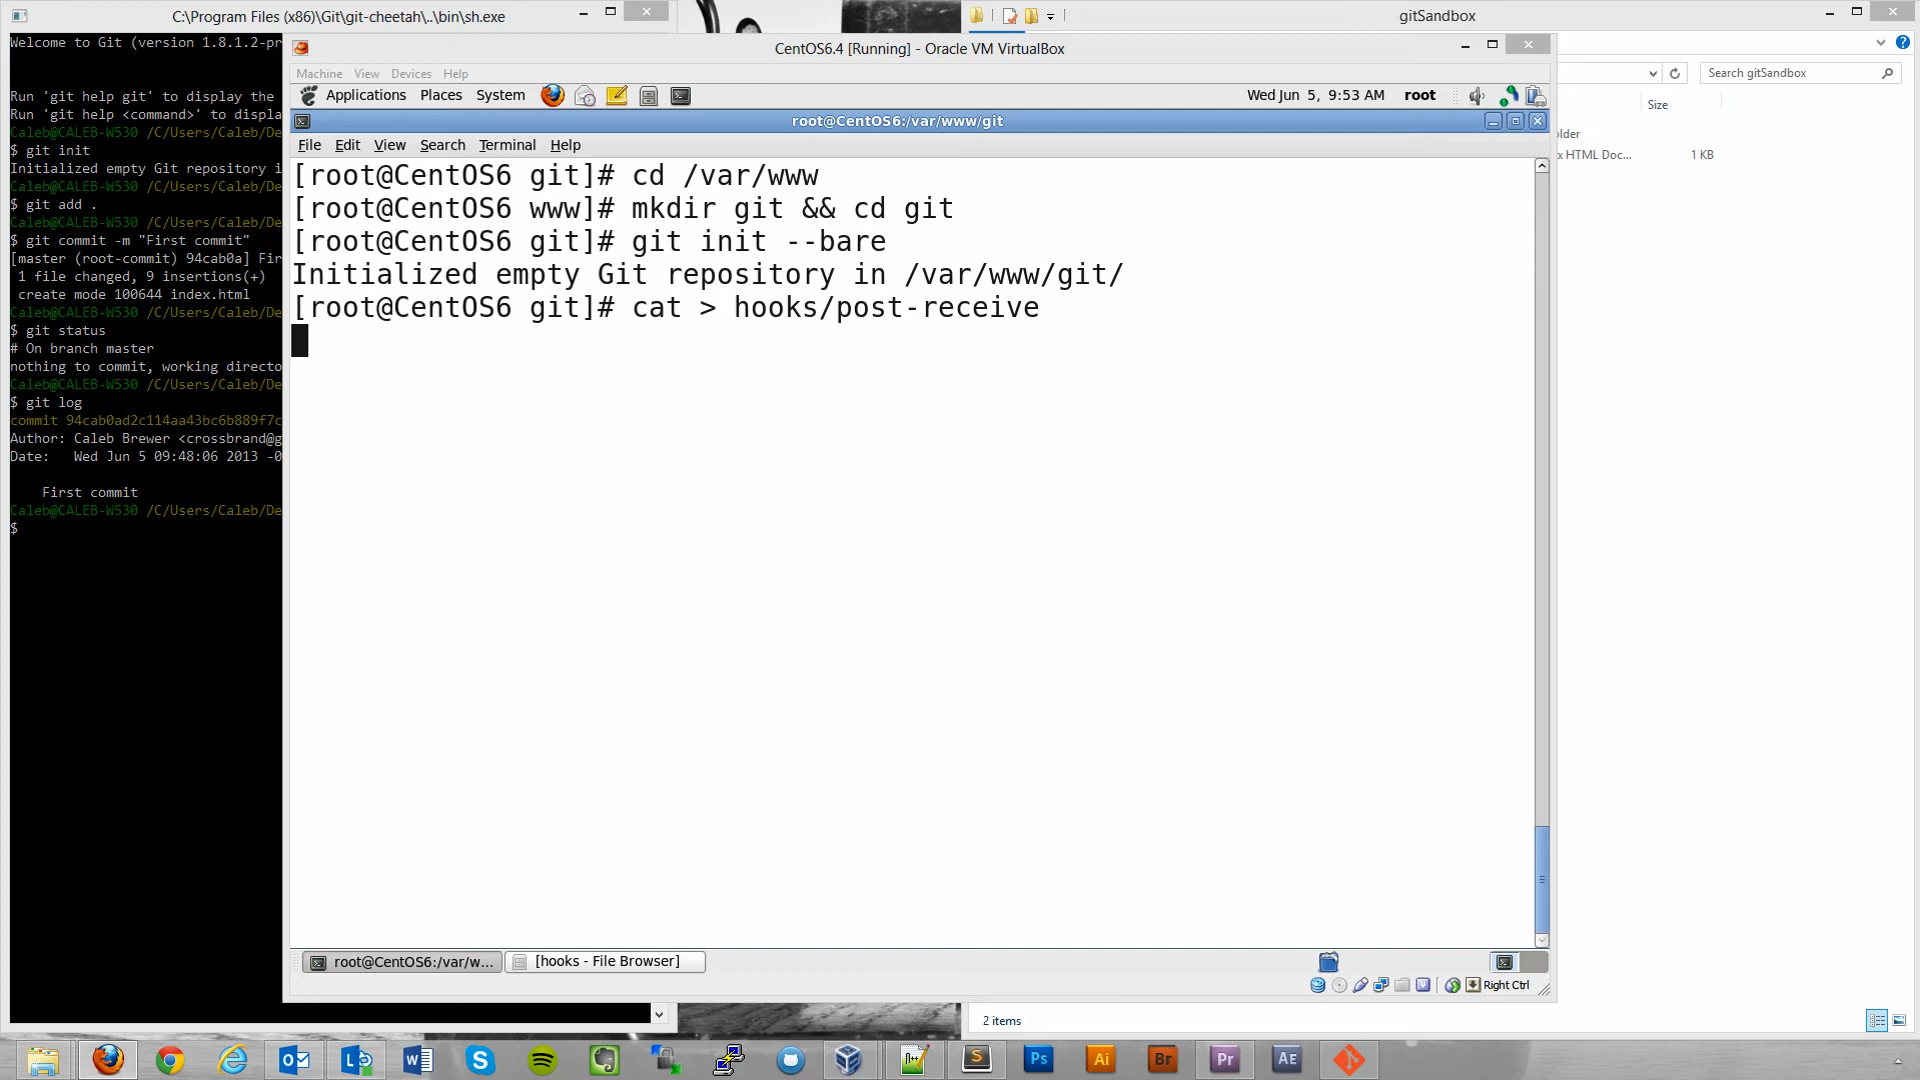 C:\Program Files (x86)\Git\git-cheetah\..\bin\sh.exe
Welcome to Git (version 1.8.1.2-pr
Run 'git help git' to display the
Run 'git help <command>' to displa
Caleb@CALEB-W530 /C/Users/Caleb/De
$ git init
Initialized empty Git repository i
Caleb@CALEB-W530 /C/Users/Caleb/De
$ git add .
Caleb@CALEB-W530 /C/Users/Caleb/De
$ git commit -m "First commit"
[master (root-commit) 94cab0a] Fir
1 file changed, 9 insertions(+)
create mode 100644 index.html
Caleb@CALEB-W530 /C/Users/Caleb/De
$ git status
# On branch master
nothing to commit, working directo
Caleb@CALEB-W530 /C/Users/Caleb/De
$ git log
commit 94cab0ad2c114aa43bc6b889f7c
Author: Caleb Brewer <crossbrand@g
Date:   Wed Jun 5 09:48:06 2013 -0
First commit
Caleb@CALEB-W530 /C/Users/Caleb/De
$
CentOS6.4 [Running] - Oracle VM VirtualBox
Machine View Devices Help
Applications Places System
Wed Jun 5, 9:53 AM root
root@CentOS6:/var/www/git
File Edit View Search Terminal Help
[root@CentOS6 git]# cd /var/www
[root@CentOS6 www]# mkdir git && cd git
[root@CentOS6 git]# git init --bare
Initialized empty Git repository in /var/www/git/
[root@CentOS6 git]# cat > hooks/post-receive
root@CentOS6:/var/w...
[hooks - File Browser]
Right Ctrl
gitSandbox
Search gitSandbox
Size
older
x HTML Doc... 1 KB
2 items
Ps Ai Br Pr AE